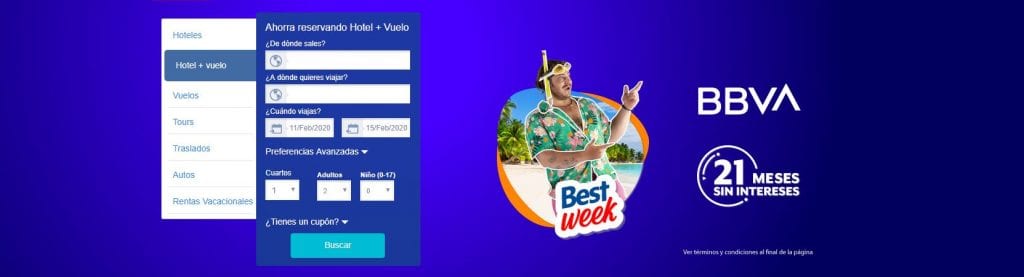 Hoteles
Hotel + vuelo
Vuelos
Tours
Traslados
Autos
Rentas Vacacionales
Ahorra reservando Hotel + Vuelo
¿De dónde sales?
¿A dónde quieres viajar?
¿Cuándo viajas?
11/Feb/2020 15/Feb/2020
Preferencias Avanzadas
Cuartos Adultos Niño (0-17)
1 2 0
¿Tienes un cupón?
Buscar
Best
week
BBVA
21 MESES
SIN INTERESES
Ver términos y condiciones al final de la página